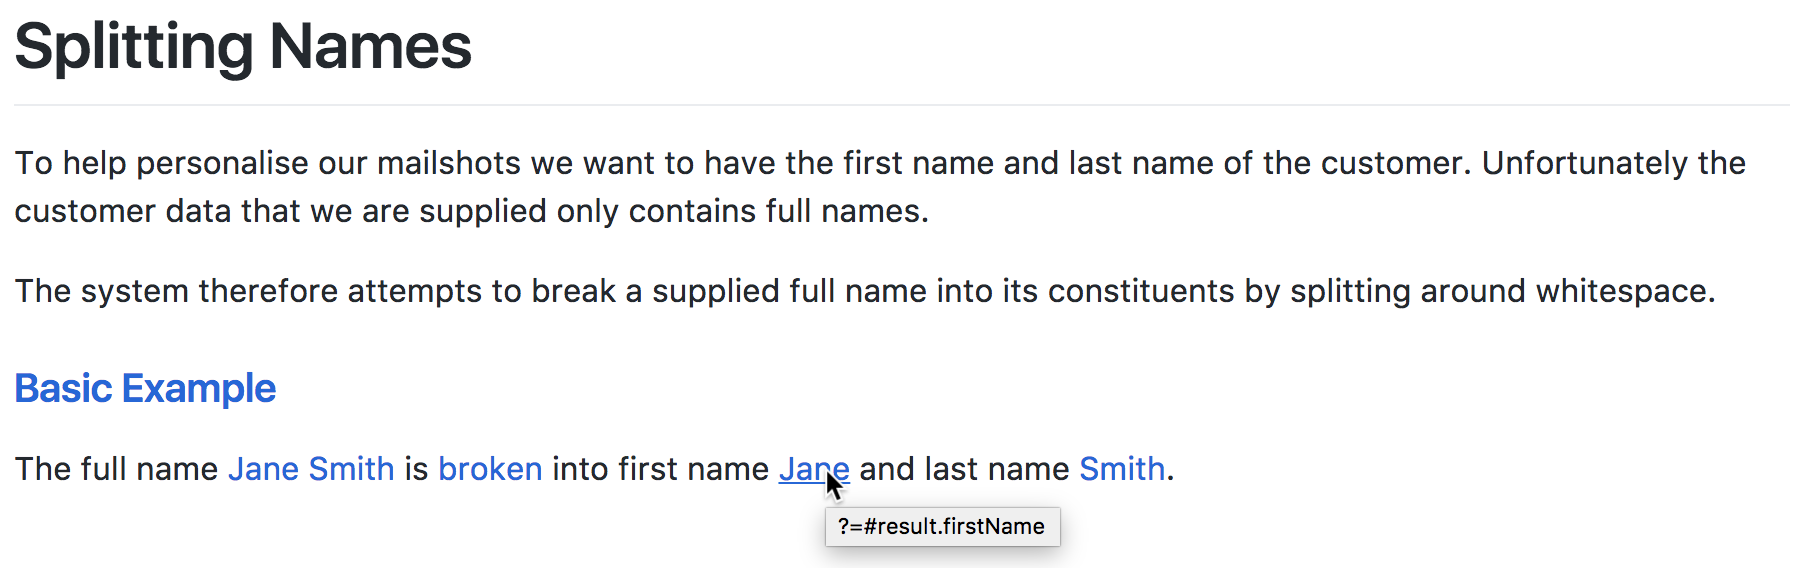 Splitting Names
To help personalise our mailshots we want to have the first name and last name of the customer. Unfortunately the
customer data that we are supplied only contains full names.
The system therefore attempts to break a supplied full name into its constituents by splitting around whitespace.
Basic Example
The full name Jane Smith is broken into first name Jane and last name Smith.
?=#result.firstName